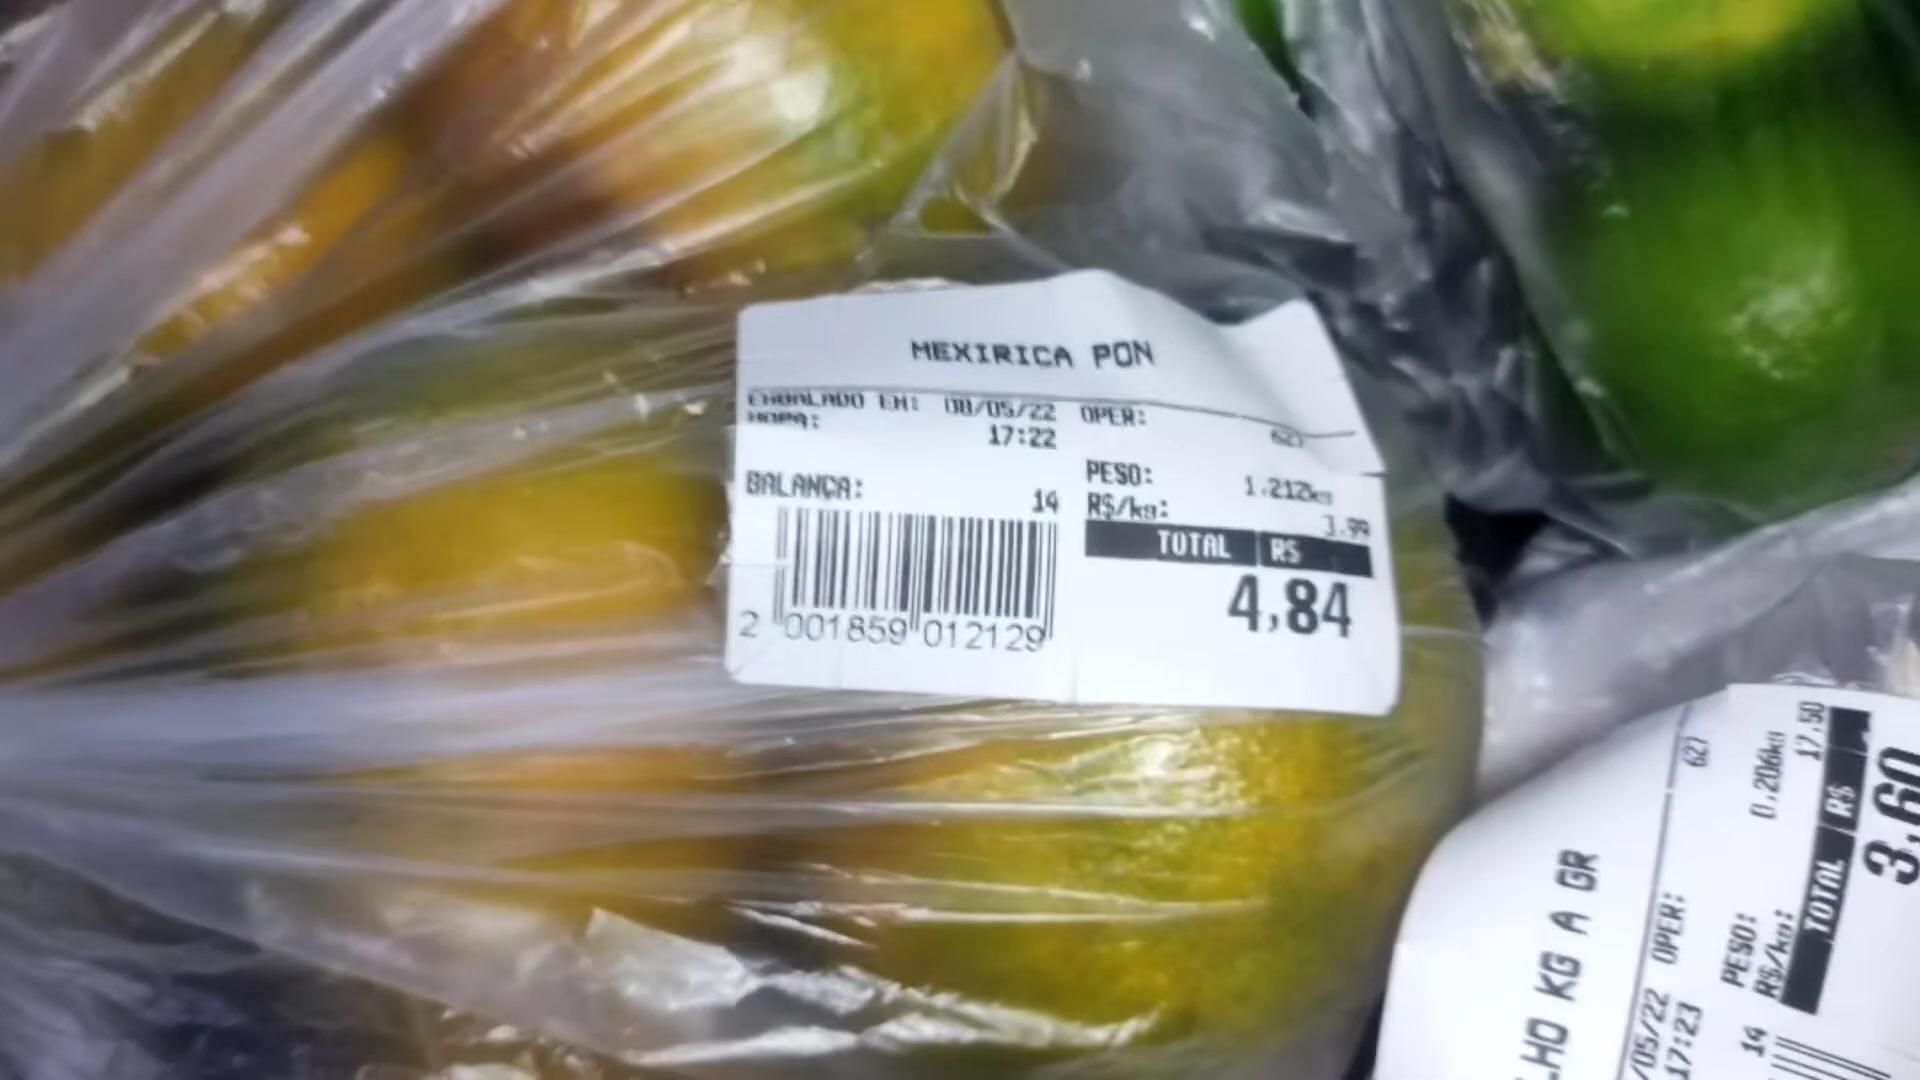 MEXIRICA PON
EMBALADO EM: 08/05/22 OPER: 627
HORA: 17:22
PESO: 1.212kg
BALANÇA: 14 R$/kg: 3.99
TOTAL R$
4,84
2 001859 012129
LHO KG A GR
/05/22 OPER: 627
17:23
PESO: 0.206kg
14 R$/kg: 17.50
TOTAL R$
3,60